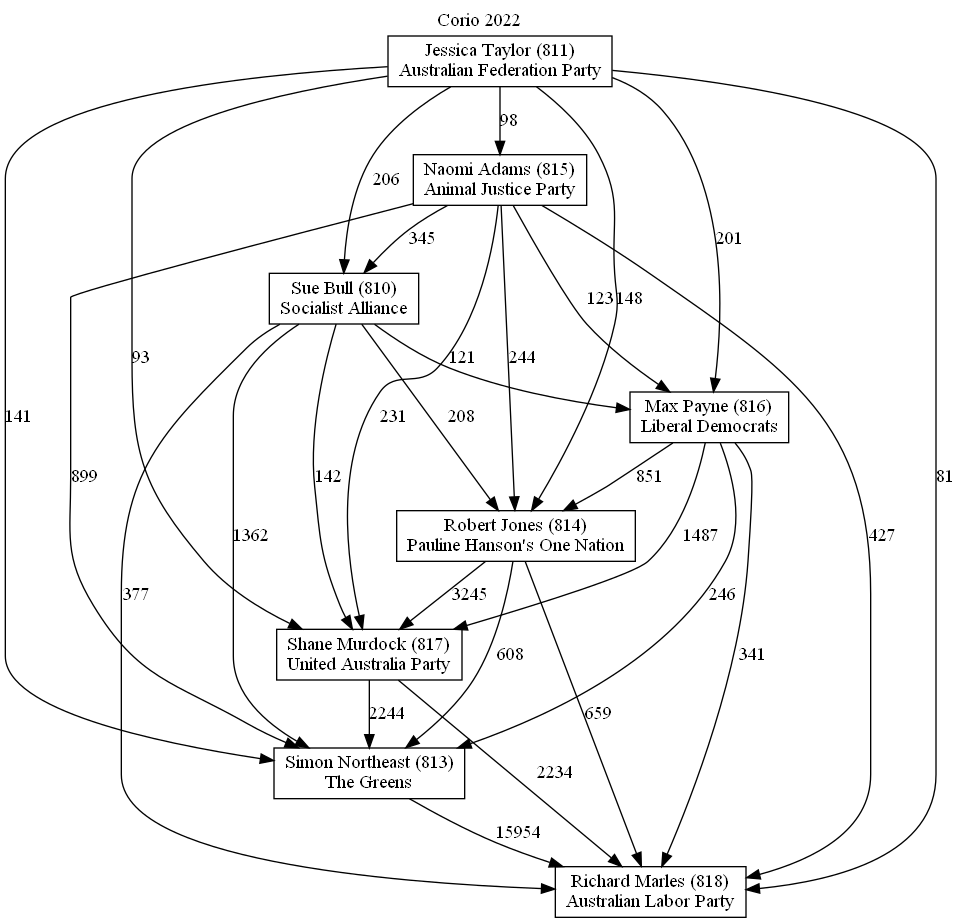 Corio 2022
Jessica Taylor (811)
Australian Federation Party
98
Naomi Adams (815)
Animal Justice Party
206
345
201
Sue Bull (810)
Socialist Alliance
123
148
93
121
244
141
231
208
Max Payne (816)
Liberal Democrats
899
142
851
81
1362
Robert Jones (814)
Pauline Hanson's One Nation
1487
427
377
3245
246
Shane Murdock (817)
United Australia Party
608
341
2244
659
Simon Northeast (813)
The Greens
2234
15954
Richard Marles (818)
Australian Labor Party